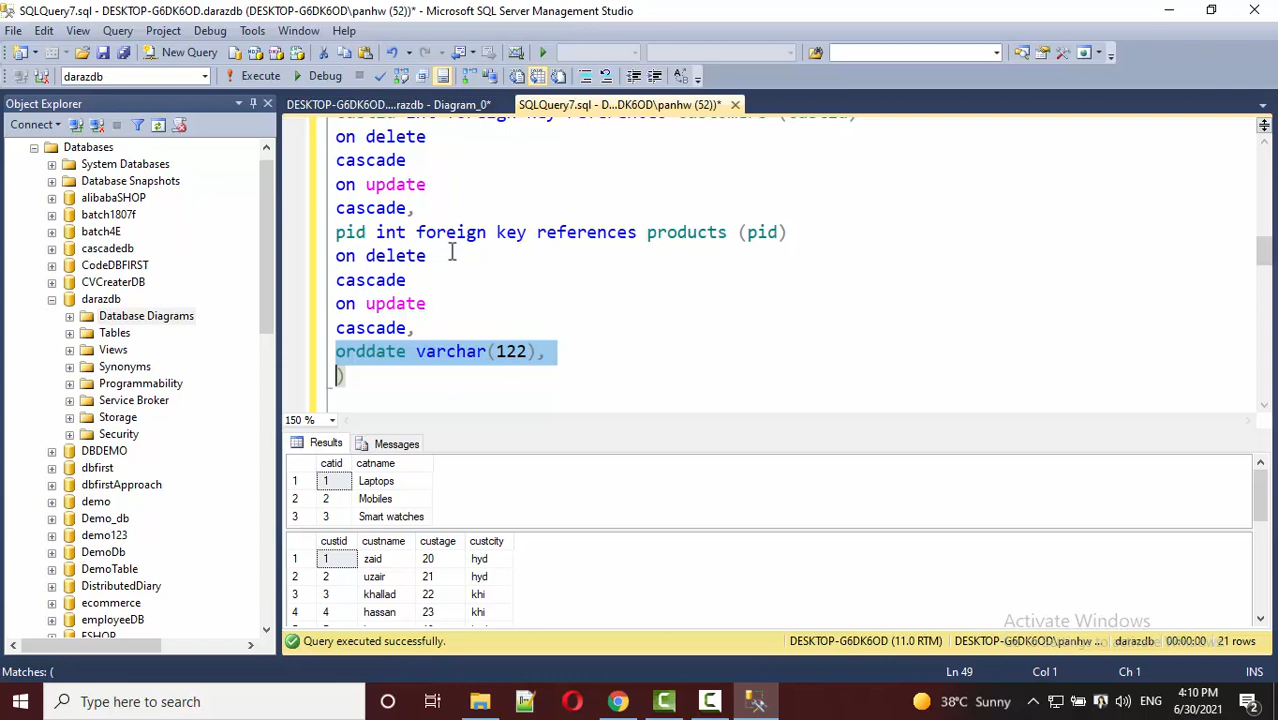 SQLQuery7.sql - DESKTOP-G6DK6OD.darazdb (DESKTOP-G6DK6OD\panhw (52))* - Microsoft SQL Server Management Studio
File Edit View Query Project Debug Tools Window Help
New Query
darazdb Execute Debug
Object Explorer
Connect
Databases
System Databases
Database Snapshots
alibabaSHOP
batch1807f
batch4E
cascadedb
CodeDBFIRST
CVCreaterDB
darazdb
Database Diagrams
Tables
Views
Synonyms
Programmability
Service Broker
Storage
Security
DBDEMO
dbfirst
dbfirstApproach
demo
Demo_db
demo123
DemoDb
DemoTable
DistributedDiary
ecommerce
employeeDB
ESHOP
DESKTOP-G6DK6OD....razdb - Diagram_0*
SQLQuery7.sql - D...DK6OD\panhw (52))*
custid int foreign key references customers (custid)
on delete
cascade
on update
cascade,
pid int foreign key references products (pid)
on delete
cascade
on update
cascade,
orddate varchar(122),
)
150 %
Results Messages
catid catname
1 1 Laptops
2 2 Mobiles
3 3 Smart watches
custid custname custage custcity
1 1 zaid 20 hyd
2 2 uzair 21 hyd
3 3 khallad 22 khi
4 4 hassan 23 khi
Activate Windows
Query executed successfully.
DESKTOP-G6DK6OD (11.0 RTM) DESKTOP-G6DK6OD\panhw ... darazdb 00:00:00 21 rows
Matches: ( Ln 49 Col 1 Ch 1 INS
Type here to search
38°C Sunny ENG 4:10 PM
6/30/2021
2